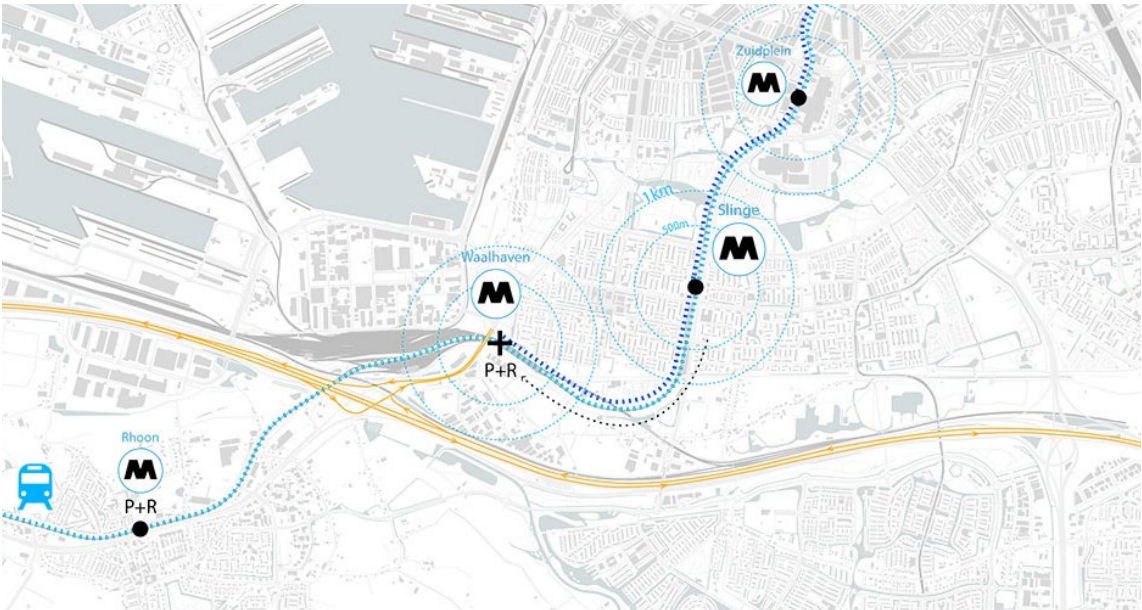 Zuidplein
M
1km
Slinge
500m
M
Waalhaven
M
P+R
Rhoon
M
P+R